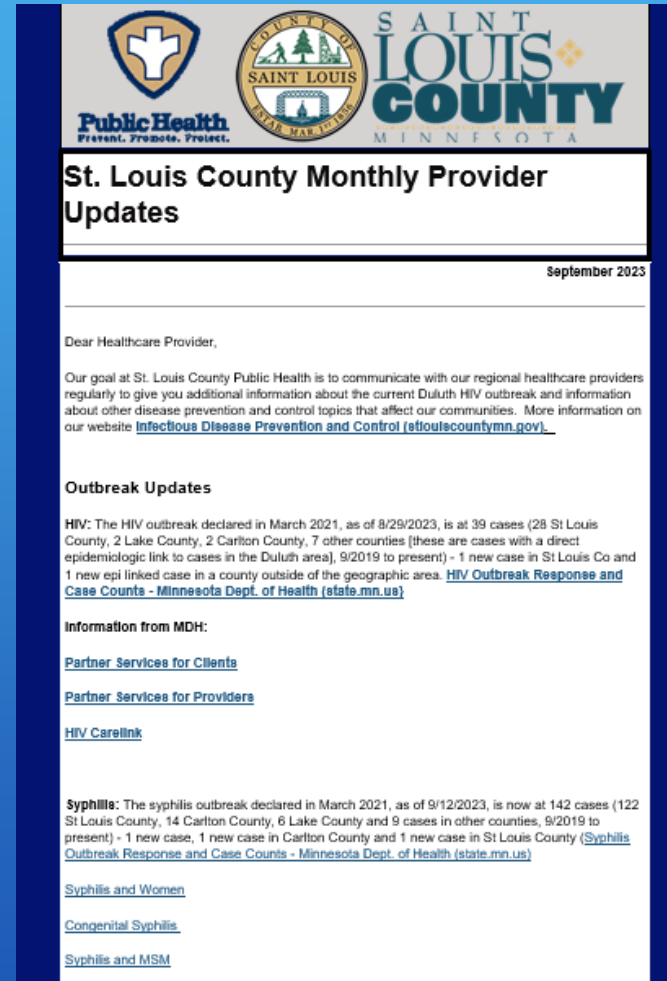 SAINT
LOUIS
COUNTY
MINNESOTA
COUNTY OF
SAINT LOUIS
ESTAB. MAR. 1ST 1856
Public Health
Prevent. Promote. Protect.
St. Louis County Monthly Provider
Updates
September 2023
Dear Healthcare Provider,
Our goal at St. Louis County Public Health is to communicate with our regional healthcare providers
regularly to give you additional information about the current Duluth HIV outbreak and information
about other disease prevention and control topics that affect our communities.  More information on
our website Infectious Disease Prevention and Control (stlouiscountymn.gov).
Outbreak Updates
HIV: The HIV outbreak declared in March 2021, as of 8/29/2023, is at 39 cases (28 St Louis
County, 2 Lake County, 2 Carlton County, 7 other counties [these are cases with a direct
epidemiologic link to cases in the Duluth area], 9/2019 to present) - 1 new case in St Louis Co and
1 new epi linked case in a county outside of the geographic area. HIV Outbreak Response and
Case Counts - Minnesota Dept. of Health (state.mn.us)
Information from MDH:
Partner Services for Clients
Partner Services for Providers
HIV Carelink
Syphilis: The syphilis outbreak declared in March 2021, as of 9/12/2023, is now at 142 cases (122
St Louis County, 14 Carlton County, 6 Lake County and 9 cases in other counties, 9/2019 to
present) - 1 new case, 1 new case in Carlton County and 1 new case in St Louis County (Syphilis
Outbreak Response and Case Counts - Minnesota Dept. of Health (state.mn.us)
Syphilis and Women
Congenital Syphilis
Syphilis and MSM